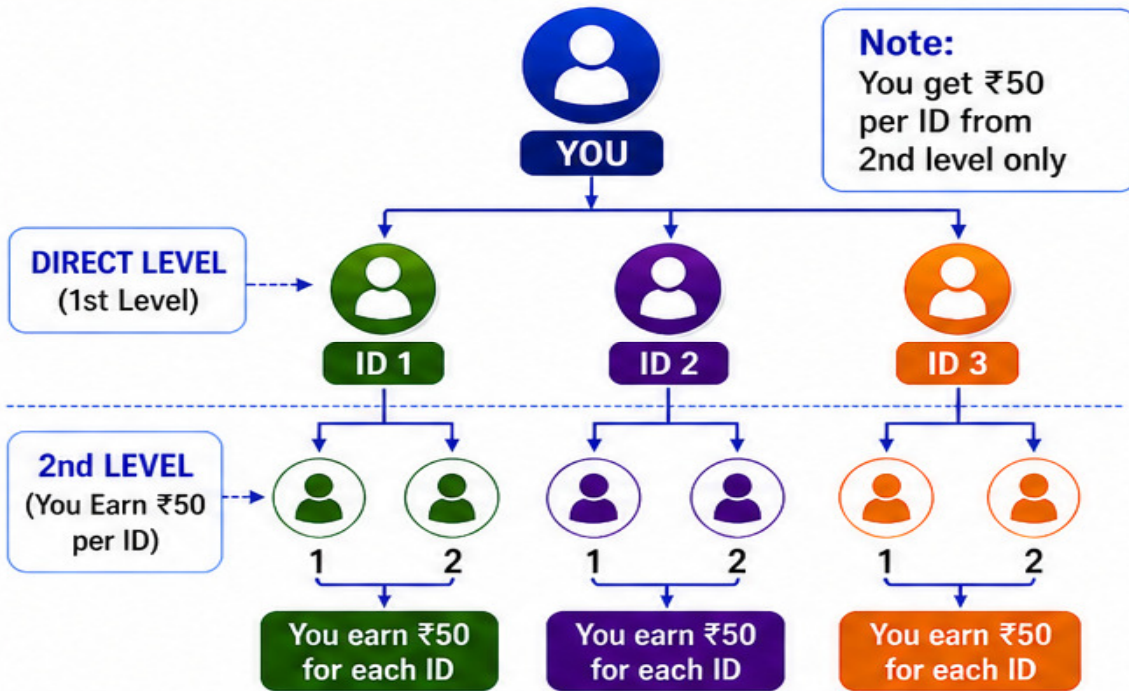 Note:
You get ₹50
per ID from
2nd level only
YOU
DIRECT LEVEL
(1st Level)
ID 1
ID 2
ID 3
2nd LEVEL
(You Earn ₹50
per ID)
1
2
1
2
1
2
You earn ₹50
for each ID
You earn ₹50
for each ID
You earn ₹50
for each ID